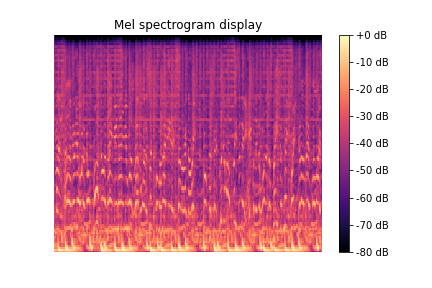 Mel spectrogram display
+0 dB
-10 dB
-20 dB
-30 dB
-40 dB
-50 dB
-60 dB
-70 dB
-80 dB